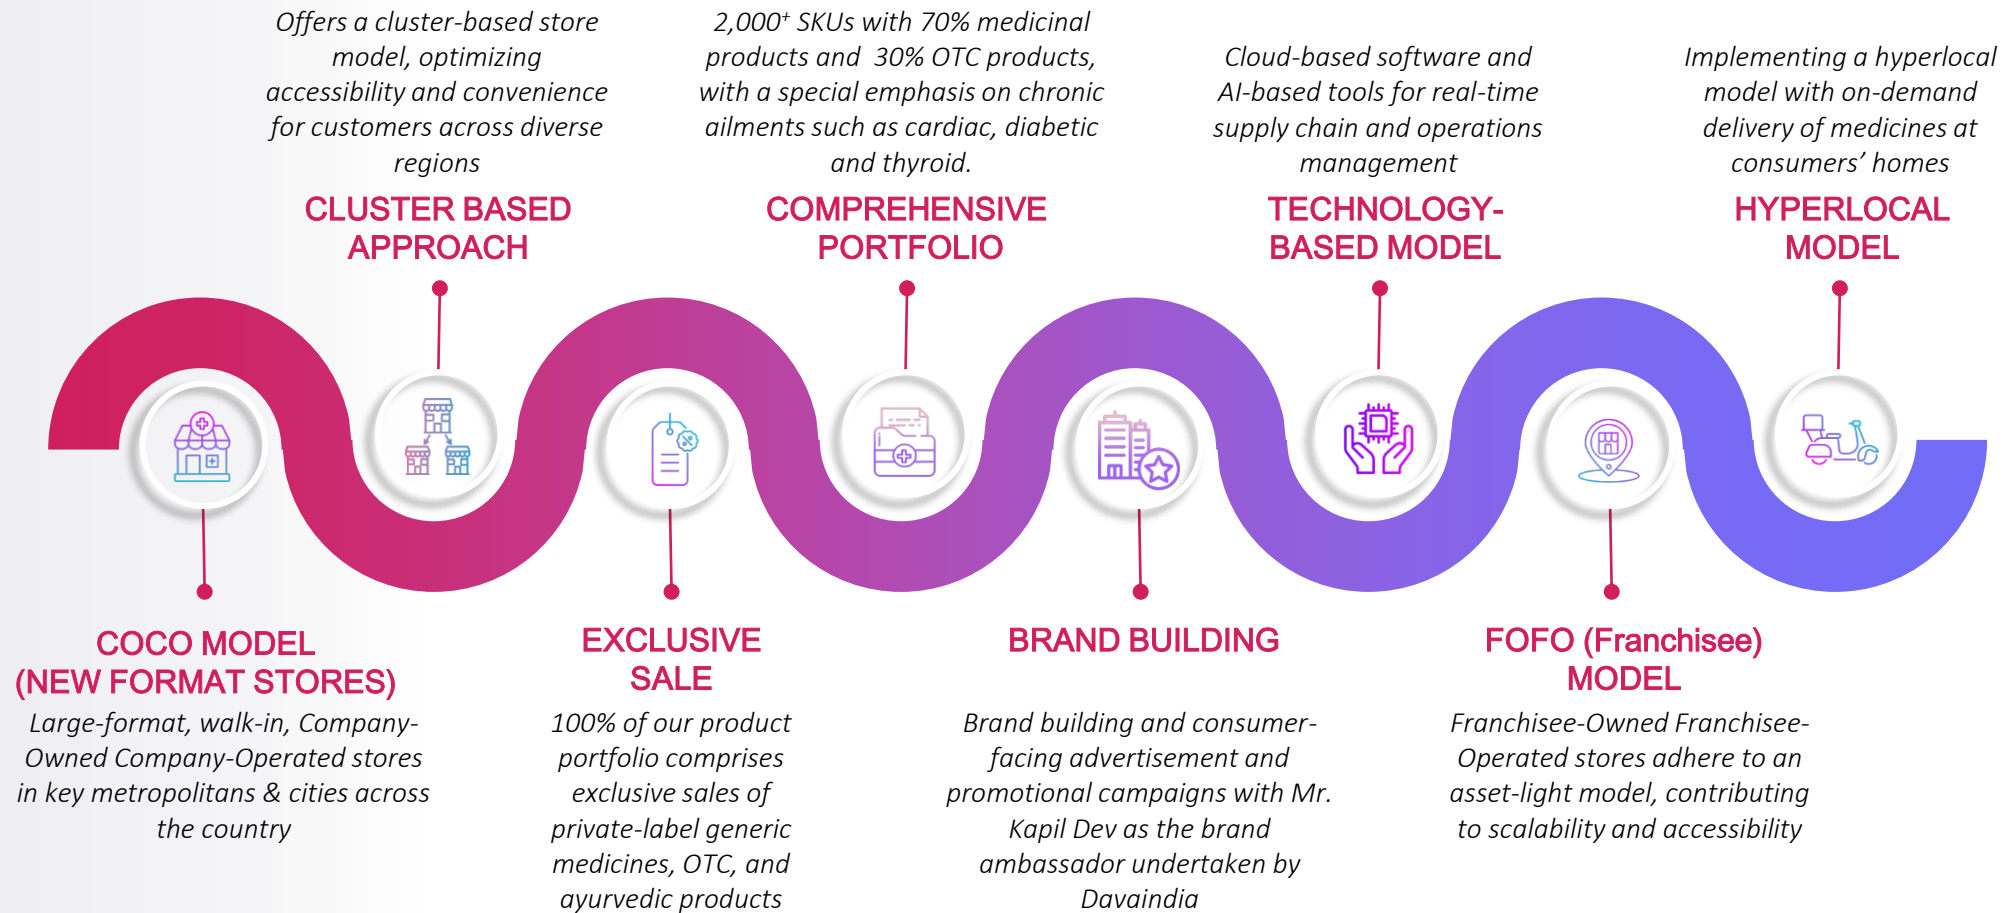 Offers a cluster-based store
model, optimizing
accessibility and convenience
for customers across diverse
regions
CLUSTER BASED
APPROACH
2,000+ SKUs with 70% medicinal
products and 30% OTC products,
with a special emphasis on chronic
ailments such as cardiac, diabetic
and thyroid.
COMPREHENSIVE
PORTFOLIO
Cloud-based software and
AI-based tools for real-time
supply chain and operations
management
TECHNOLOGY-
BASED MODEL
Implementing a hyperlocal
model with on-demand
delivery of medicines at
consumers’ homes
HYPERLOCAL
MODEL
COCO MODEL
(NEW FORMAT STORES)
Large-format, walk-in, Company-
Owned Company-Operated stores
in key metropolitans & cities across
the country
EXCLUSIVE
SALE
100% of our product
portfolio comprises
exclusive sales of
private-label generic
medicines, OTC, and
ayurvedic products
BRAND BUILDING
Brand building and consumer-
facing advertisement and
promotional campaigns with Mr.
Kapil Dev as the brand
ambassador undertaken by
Davaindia
FOFO (Franchisee)
MODEL
Franchisee-Owned Franchisee-
Operated stores adhere to an
asset-light model, contributing
to scalability and accessibility